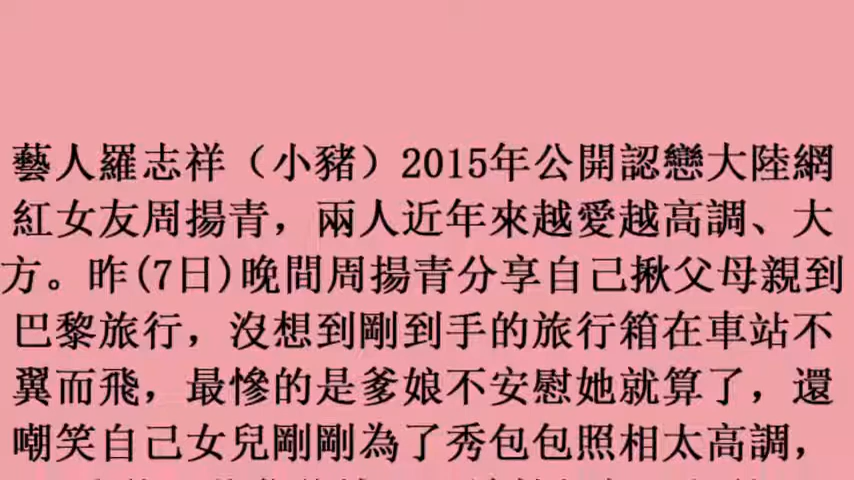 藝人羅志祥（小豬）2015年公開認戀大陸網
紅女友周揚青，兩人近年來越愛越高調、大
方。昨(7日)晚間周揚青分享自己揪父母親到
巴黎旅行，沒想到剛到手的旅行箱在車站不
翼而飛，最慘的是爹娘不安慰她就算了，還
嘲笑自己女兒剛剛為了秀包包照相太高調，